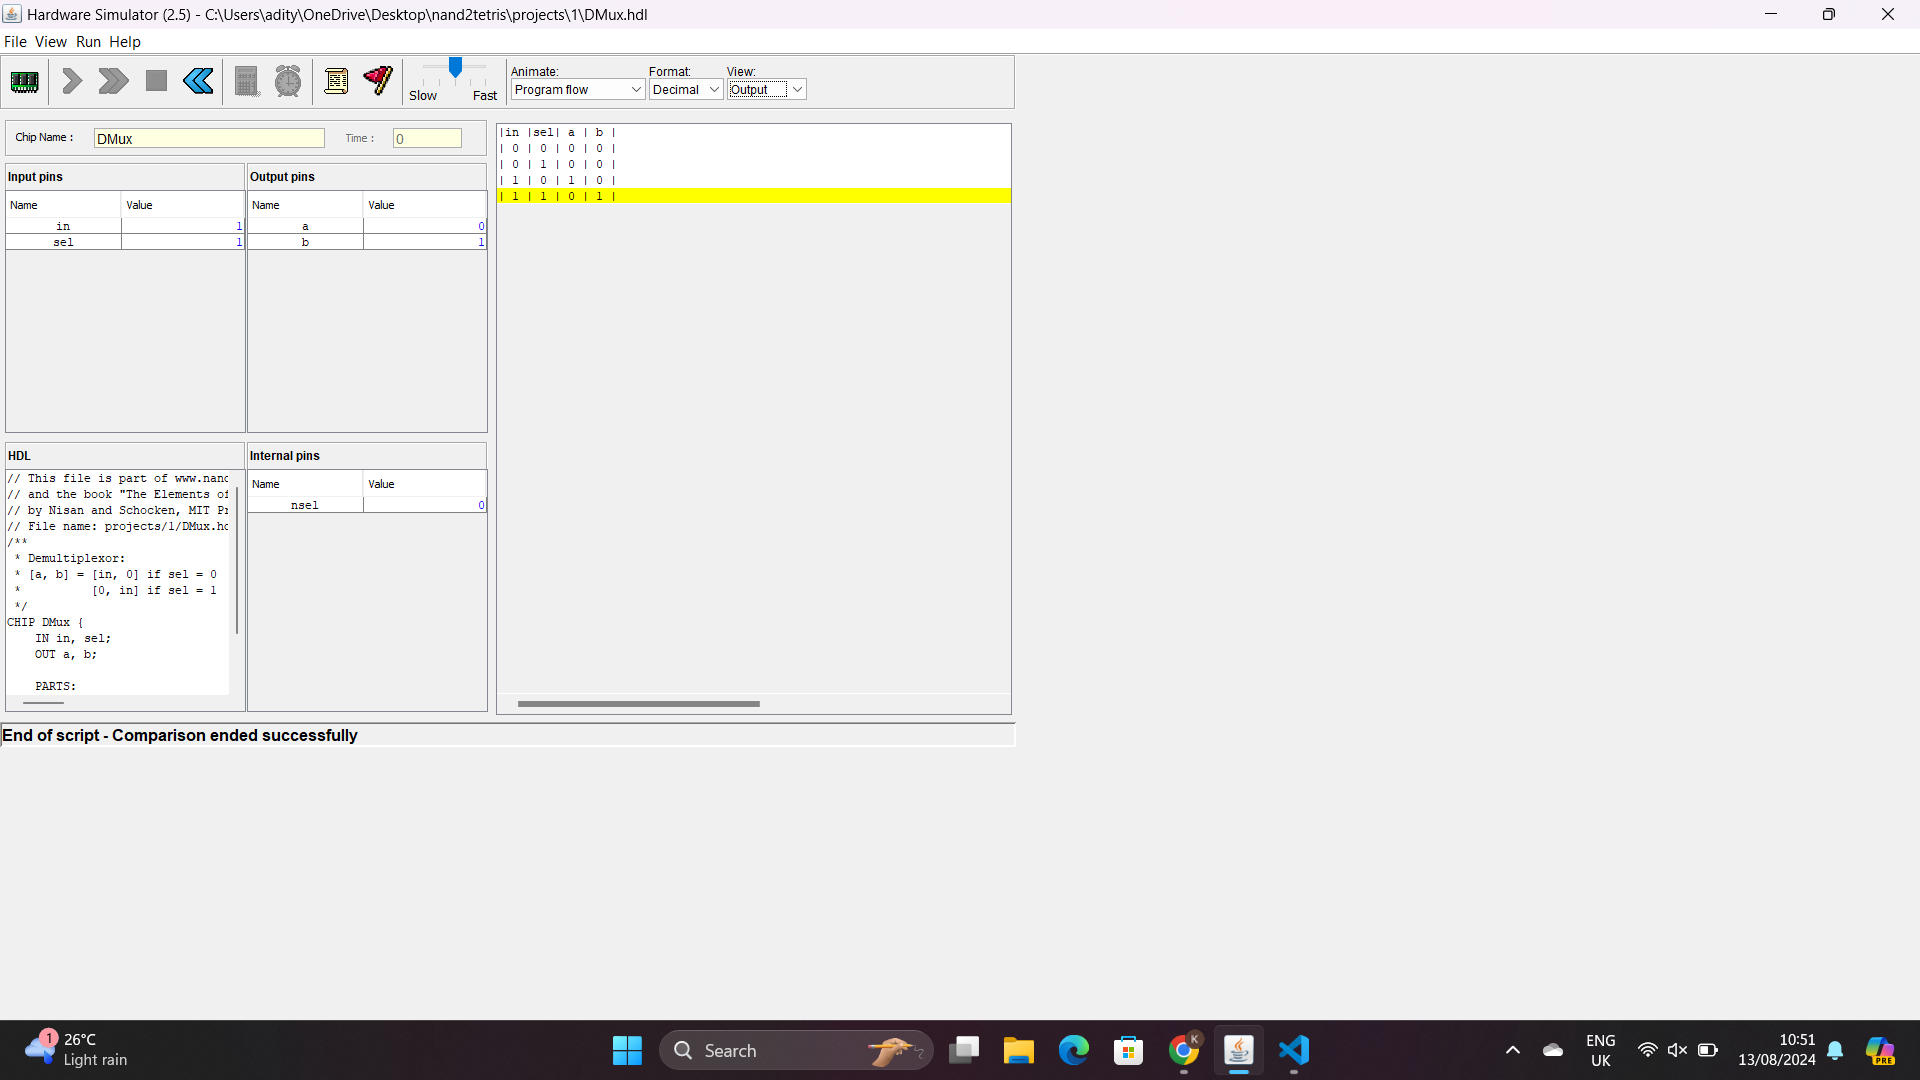 Hardware Simulator (2.5) - C:\Users\adity\OneDrive\Desktop\nand2tetris\projects\1\DMux.hdl
File View Run Help
Slow Fast
Animate: Format: View:
Program flow Decimal Output
Chip Name : DMux Time : 0
Input pins
Name Value
in 1
sel 1
Output pins
Name Value
a 0
b 1
HDL
// This file is part of www.nand
// and the book "The Elements of
// by Nisan and Schocken, MIT Pr
// File name: projects/1/DMux.hd
/**
* Demultiplexor:
* [a, b] = [in, 0] if sel = 0
* [0, in] if sel = 1
*/
CHIP DMux {
IN in, sel;
OUT a, b;
PARTS:
Internal pins
Name Value
nsel 0
|in |sel| a | b |
| 0 | 0 | 0 | 0 |
| 0 | 1 | 0 | 0 |
| 1 | 0 | 1 | 0 |
| 1 | 1 | 0 | 1 |
End of script - Comparison ended successfully
1
26°C
Light rain
Search
K
ENG
UK
10:51
13/08/2024
PRE